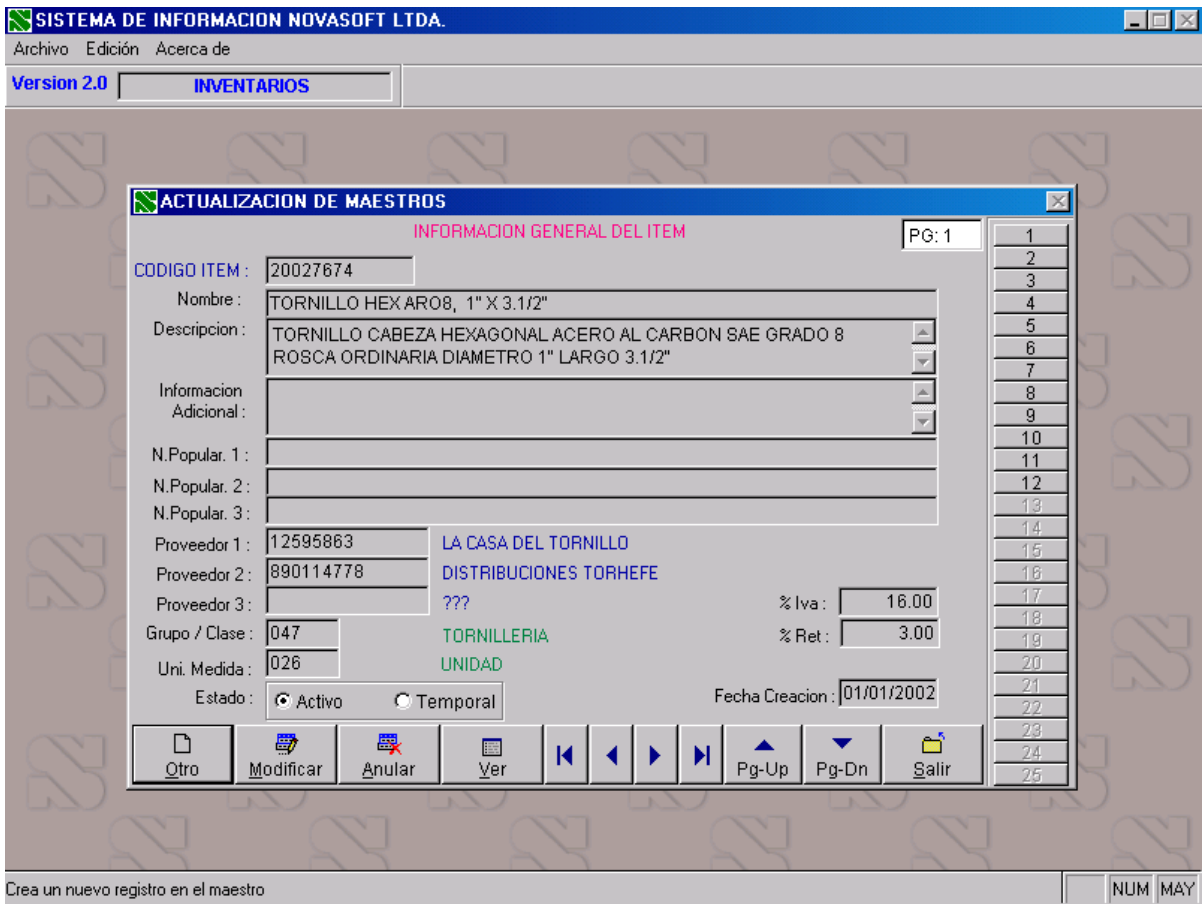 SISTEMA DE INFORMACION NOVASOFT LTDA.
Archivo Edición Acerca de
Version 2.0 INVENTARIOS
ACTUALIZACION DE MAESTROS
INFORMACION GENERAL DEL ITEM
PG: 1
CODIGO ITEM : 20027674
Nombre : TORNILLO HEX ARO8, 1" X 3.1/2"
Descripcion : TORNILLO CABEZA HEXAGONAL ACERO AL CARBON SAE GRADO 8
ROSCA ORDINARIA DIAMETRO 1" LARGO 3.1/2"
Informacion
Adicional :
N.Popular. 1 :
N.Popular. 2 :
N.Popular. 3 :
Proveedor 1 : 12595863 LA CASA DEL TORNILLO
Proveedor 2 : 890114778 DISTRIBUCIONES TORHEFE
Proveedor 3 : ??? % Iva : 16.00
Grupo / Clase : 047 TORNILLERIA % Ret : 3.00
Uni. Medida : 026 UNIDAD
Estado : Activo Temporal Fecha Creacion : 01/01/2002
Otro Modificar Anular Ver Pg-Up Pg-Dn Salir
1
2
3
4
5
6
7
8
9
10
11
12
13
14
15
16
17
18
19
20
21
22
23
24
25
Crea un nuevo registro en el maestro NUM MAY